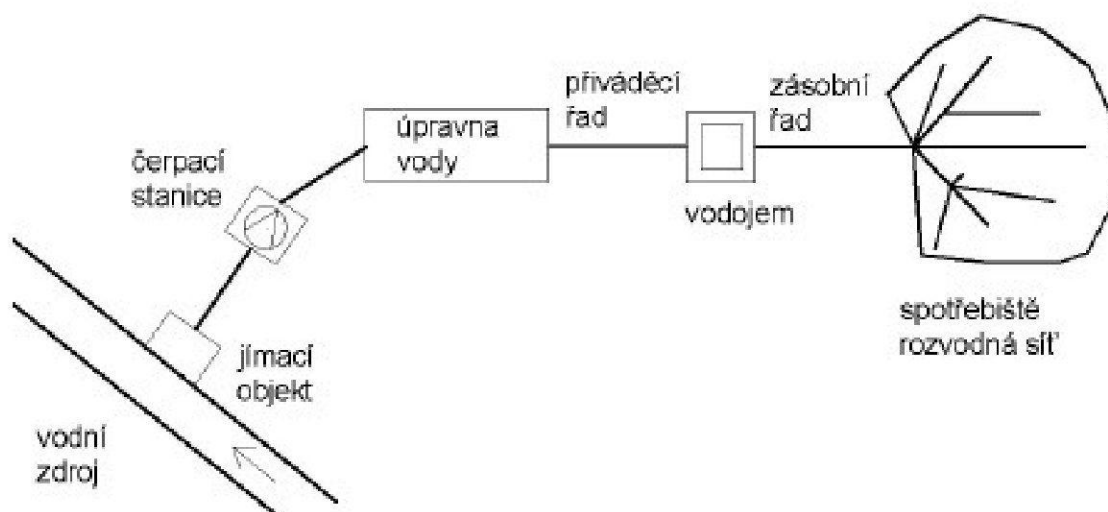 přiváděcí
řad
zásobní
řad
úpravna
vody
čerpací
stanice
vodojem
spotřebiště
rozvodná síť
jímací
objekt
vodní
zdroj